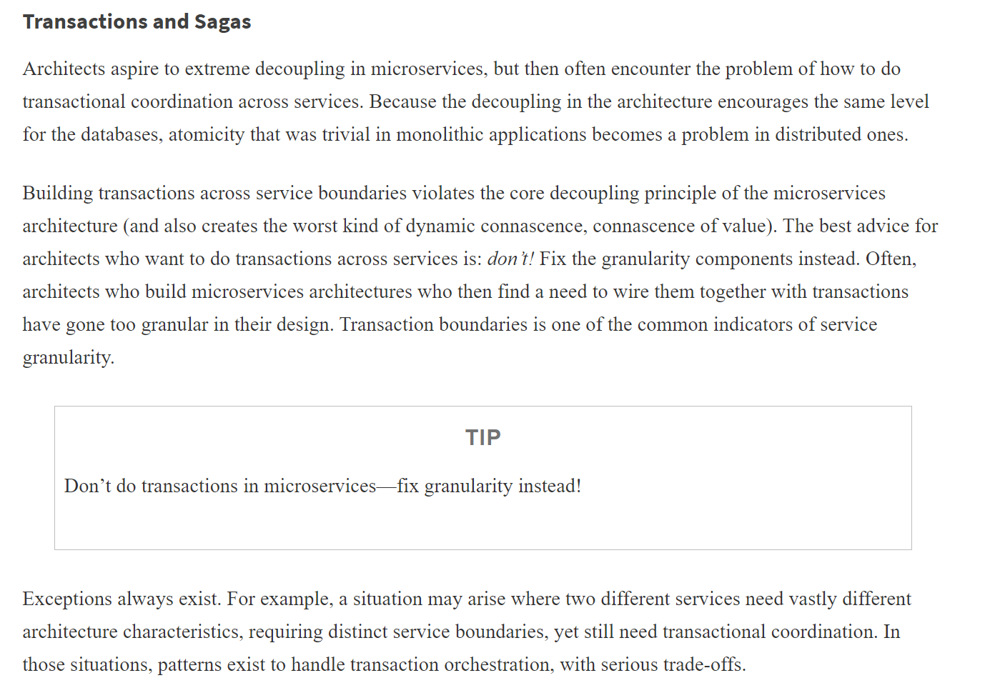 Transactions and Sagas
Architects aspire to extreme decoupling in microservices, but then often encounter the problem of how to do
transactional coordination across services. Because the decoupling in the architecture encourages the same level
for the databases, atomicity that was trivial in monolithic applications becomes a problem in distributed ones.
Building transactions across service boundaries violates the core decoupling principle of the microservices
architecture (and also creates the worst kind of dynamic connascence, connascence of value). The best advice for
architects who want to do transactions across services is: don’t! Fix the granularity components instead. Often,
architects who build microservices architectures who then find a need to wire them together with transactions
have gone too granular in their design. Transaction boundaries is one of the common indicators of service
granularity.
TIP
Don’t do transactions in microservices—fix granularity instead!
Exceptions always exist. For example, a situation may arise where two different services need vastly different
architecture characteristics, requiring distinct service boundaries, yet still need transactional coordination. In
those situations, patterns exist to handle transaction orchestration, with serious trade-offs.